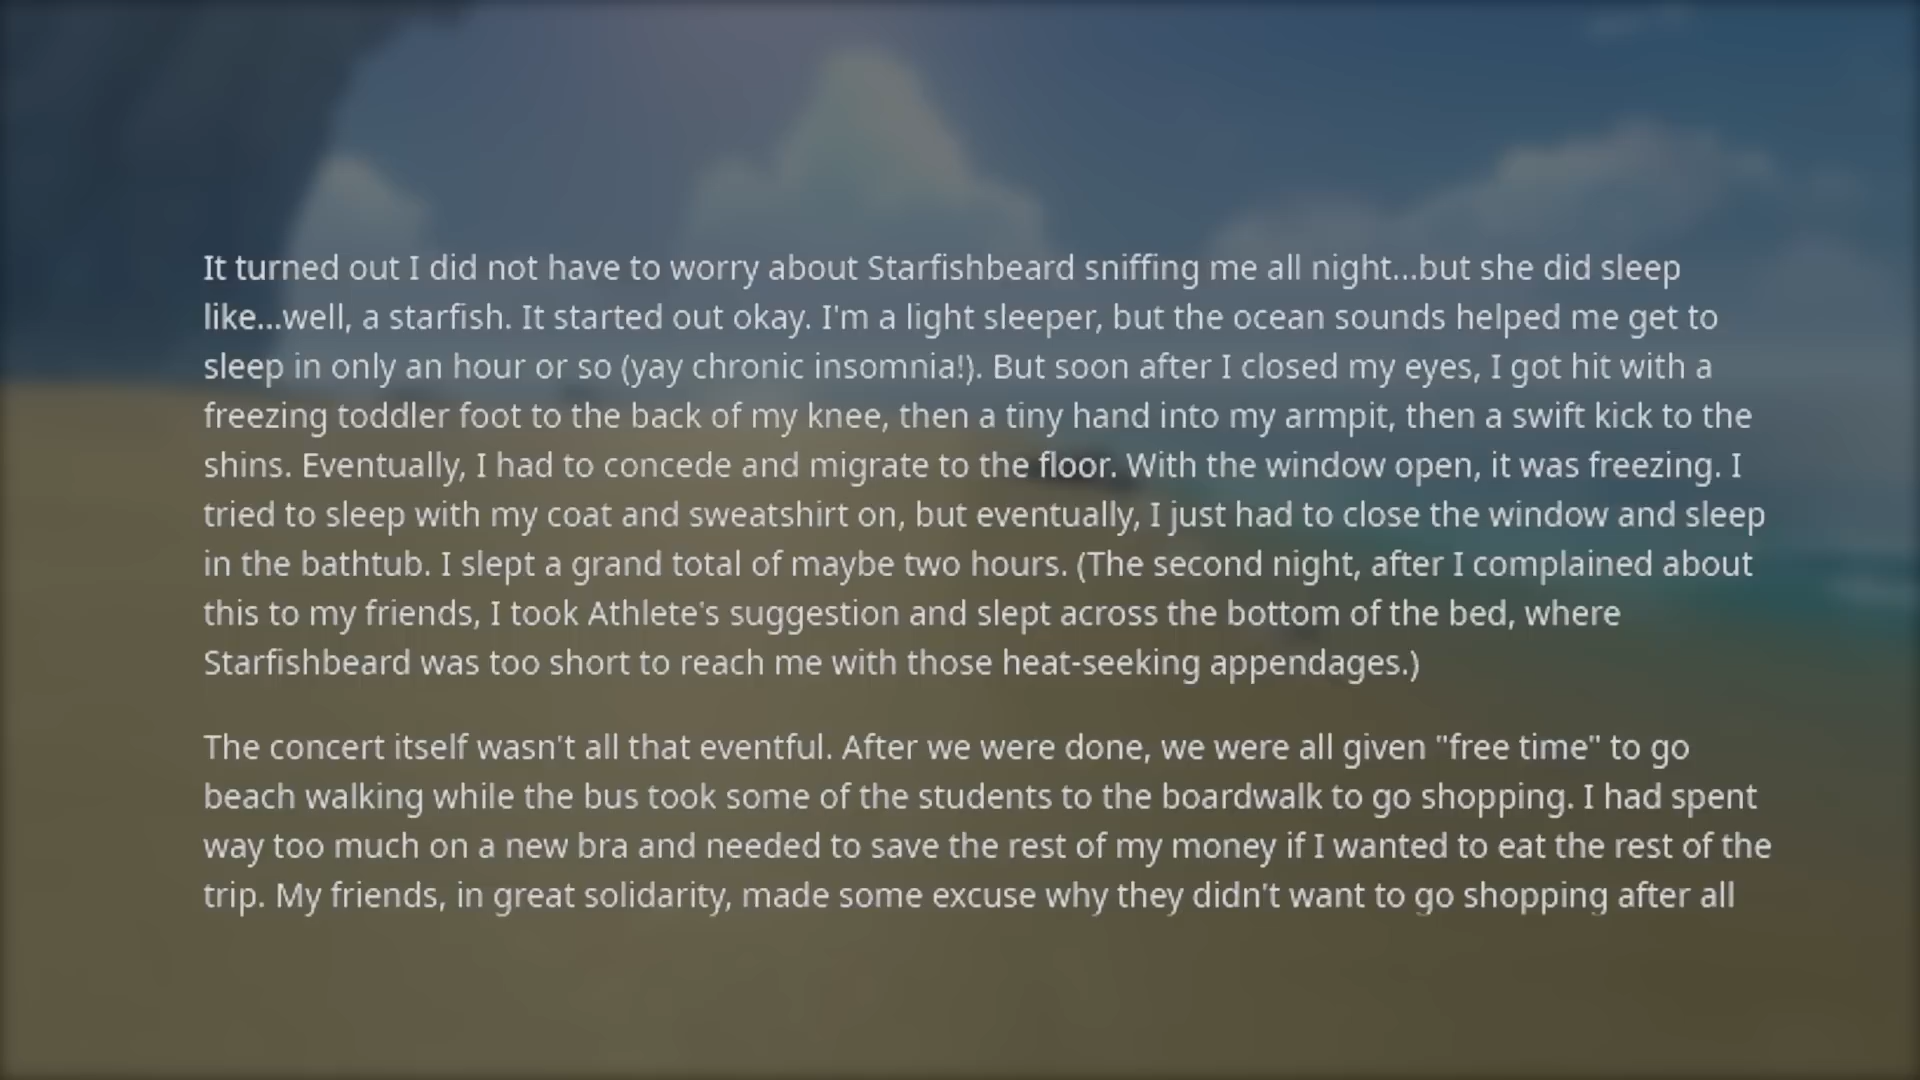 It turned out I did not have to worry about Starfishbeard sniffing me all night...but she did sleep
like...well, a starfish. It started out okay. I'm a light sleeper, but the ocean sounds helped me get to
sleep in only an hour or so (yay chronic insomnia!). But soon after I closed my eyes, I got hit with a
freezing toddler foot to the back of my knee, then a tiny hand into my armpit, then a swift kick to the
shins. Eventually, I had to concede and migrate to the floor. With the window open, it was freezing. I
tried to sleep with my coat and sweatshirt on, but eventually, I just had to close the window and sleep
in the bathtub. I slept a grand total of maybe two hours. (The second night, after I complained about
this to my friends, I took Athlete's suggestion and slept across the bottom of the bed, where
Starfishbeard was too short to reach me with those heat-seeking appendages.)
The concert itself wasn't all that eventful. After we were done, we were all given "free time" to go
beach walking while the bus took some of the students to the boardwalk to go shopping. I had spent
way too much on a new bra and needed to save the rest of my money if I wanted to eat the rest of the
trip. My friends, in great solidarity, made some excuse why they didn't want to go shopping after all